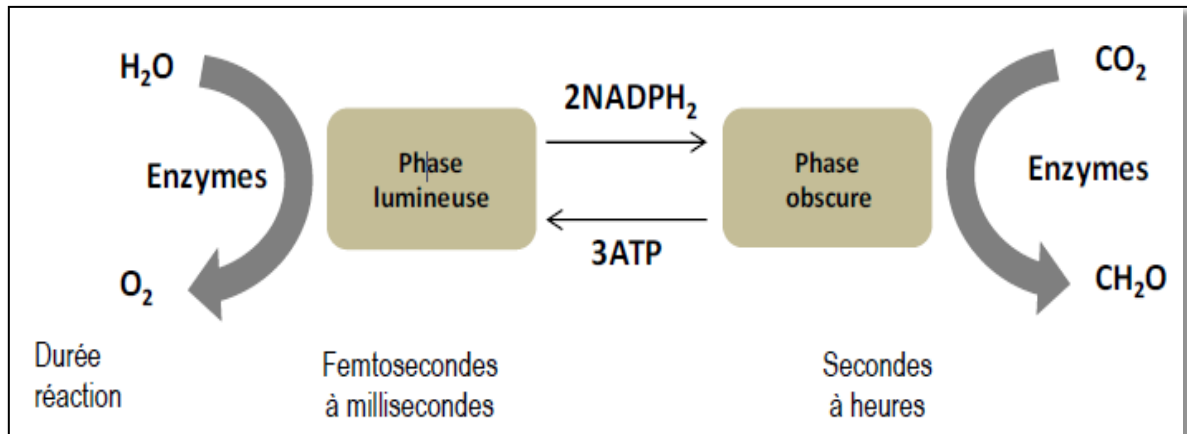 H₂O
Enzymes
O₂
Phase
lumineuse
2NADPH₂
3ATP
Phase
obscure
CO₂
Enzymes
CH₂O
Durée
réaction
Femtosecondes
à millisecondes
Secondes
à heures